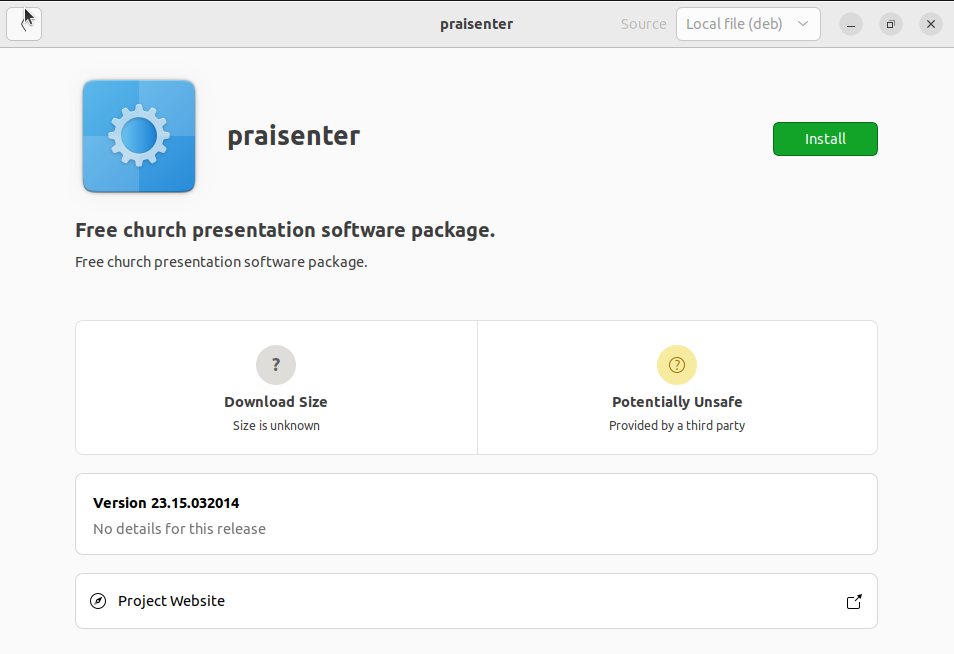 praisenter
Source
Local file (deb)
praisenter
Install
Free church presentation software package.
Free church presentation software package.
?
Download Size
Size is unknown
?
Potentially Unsafe
Provided by a third party
Version 23.15.032014
No details for this release
Project Website